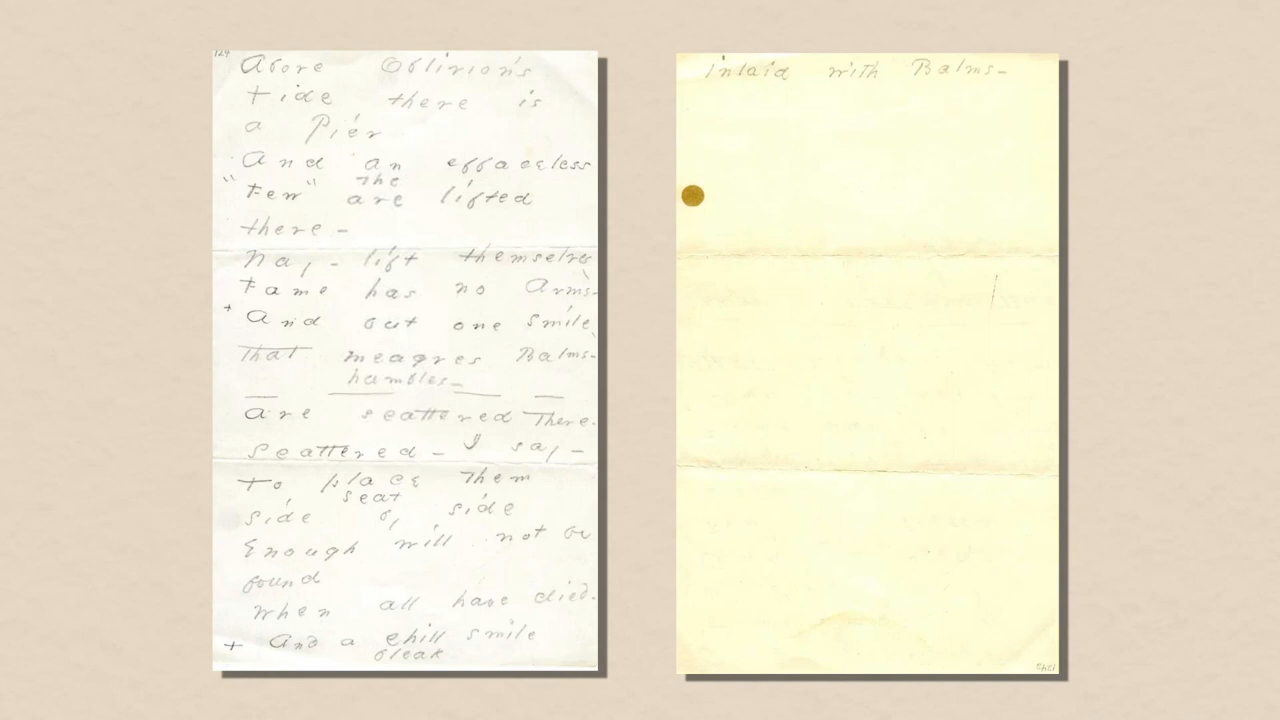 124
Above Oblivion's
Tide there is
a Pier
And an effaceless
the
"Few" are lifted
there –
Nay – lift themselves
Fame has no Arms –
+ And but one Smile
That meagres Balms –
humbles –
Are scattered There –
Scattered – I say –
To place them
seat
side by side
Enough will not be
found
When all have died –
+ And a chill smile
bleak
inlaid with Balms –